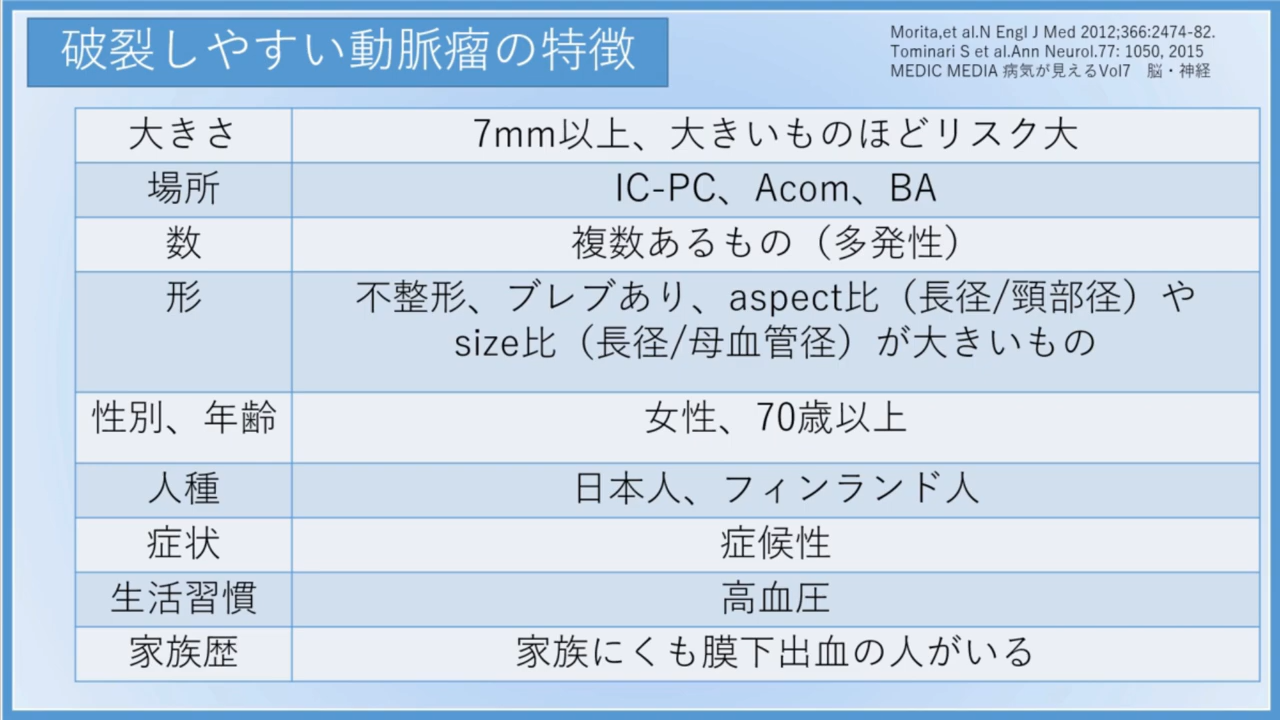 破裂しやすい動脈瘤の特徴
Morita,et al.N Engl J Med 2012;366:2474-82.
Tominari S et al.Ann Neurol.77: 1050, 2015
MEDIC MEDIA 病気が見えるVol7　脳・神経
大きさ 7mm以上、大きいものほどリスク大
場所 IC-PC、Acom、BA
数 複数あるもの（多発性）
形 不整形、ブレブあり、aspect比（長径/頸部径）や
size比（長径/母血管径）が大きいもの
性別、年齢 女性、70歳以上
人種 日本人、フィンランド人
症状 症候性
生活習慣 高血圧
家族歴 家族にくも膜下出血の人がいる